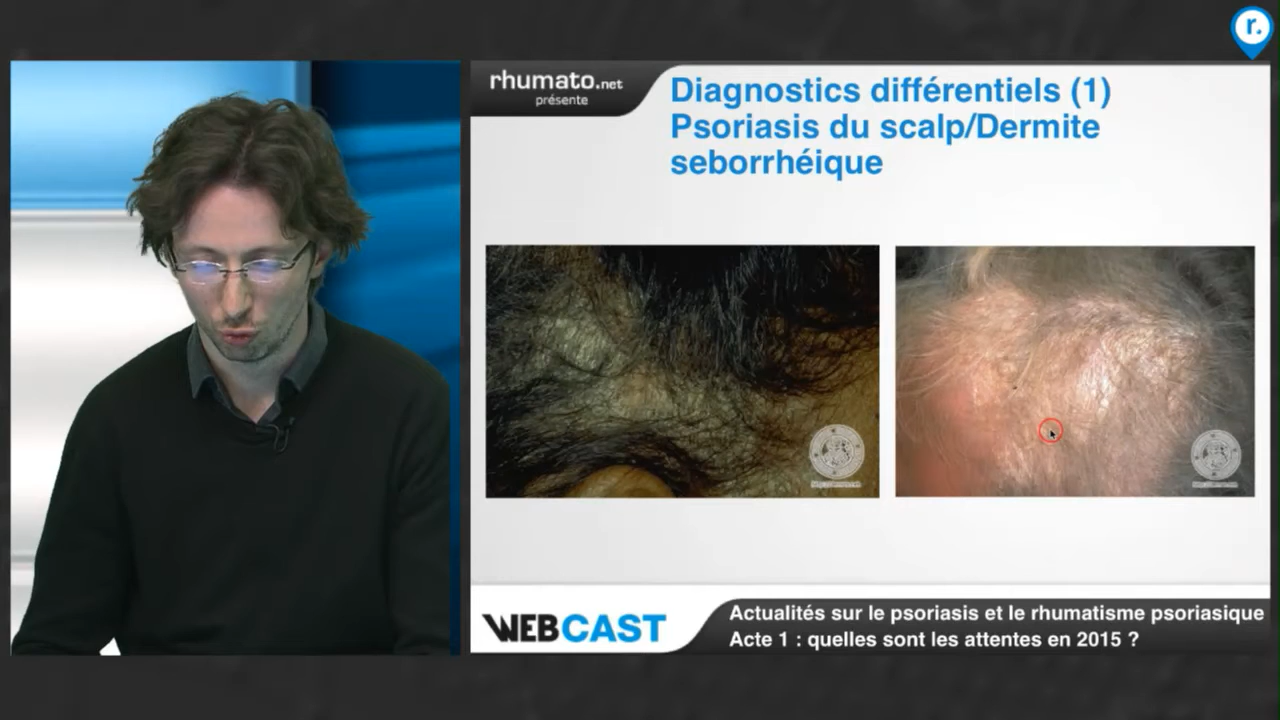 r.
rhumato.net
présente
Diagnostics différentiels (1)
Psoriasis du scalp/Dermite
seborrhéique
WEBCAST
Actualités sur le psoriasis et le rhumatisme psoriasique
Acte 1 : quelles sont les attentes en 2015 ?